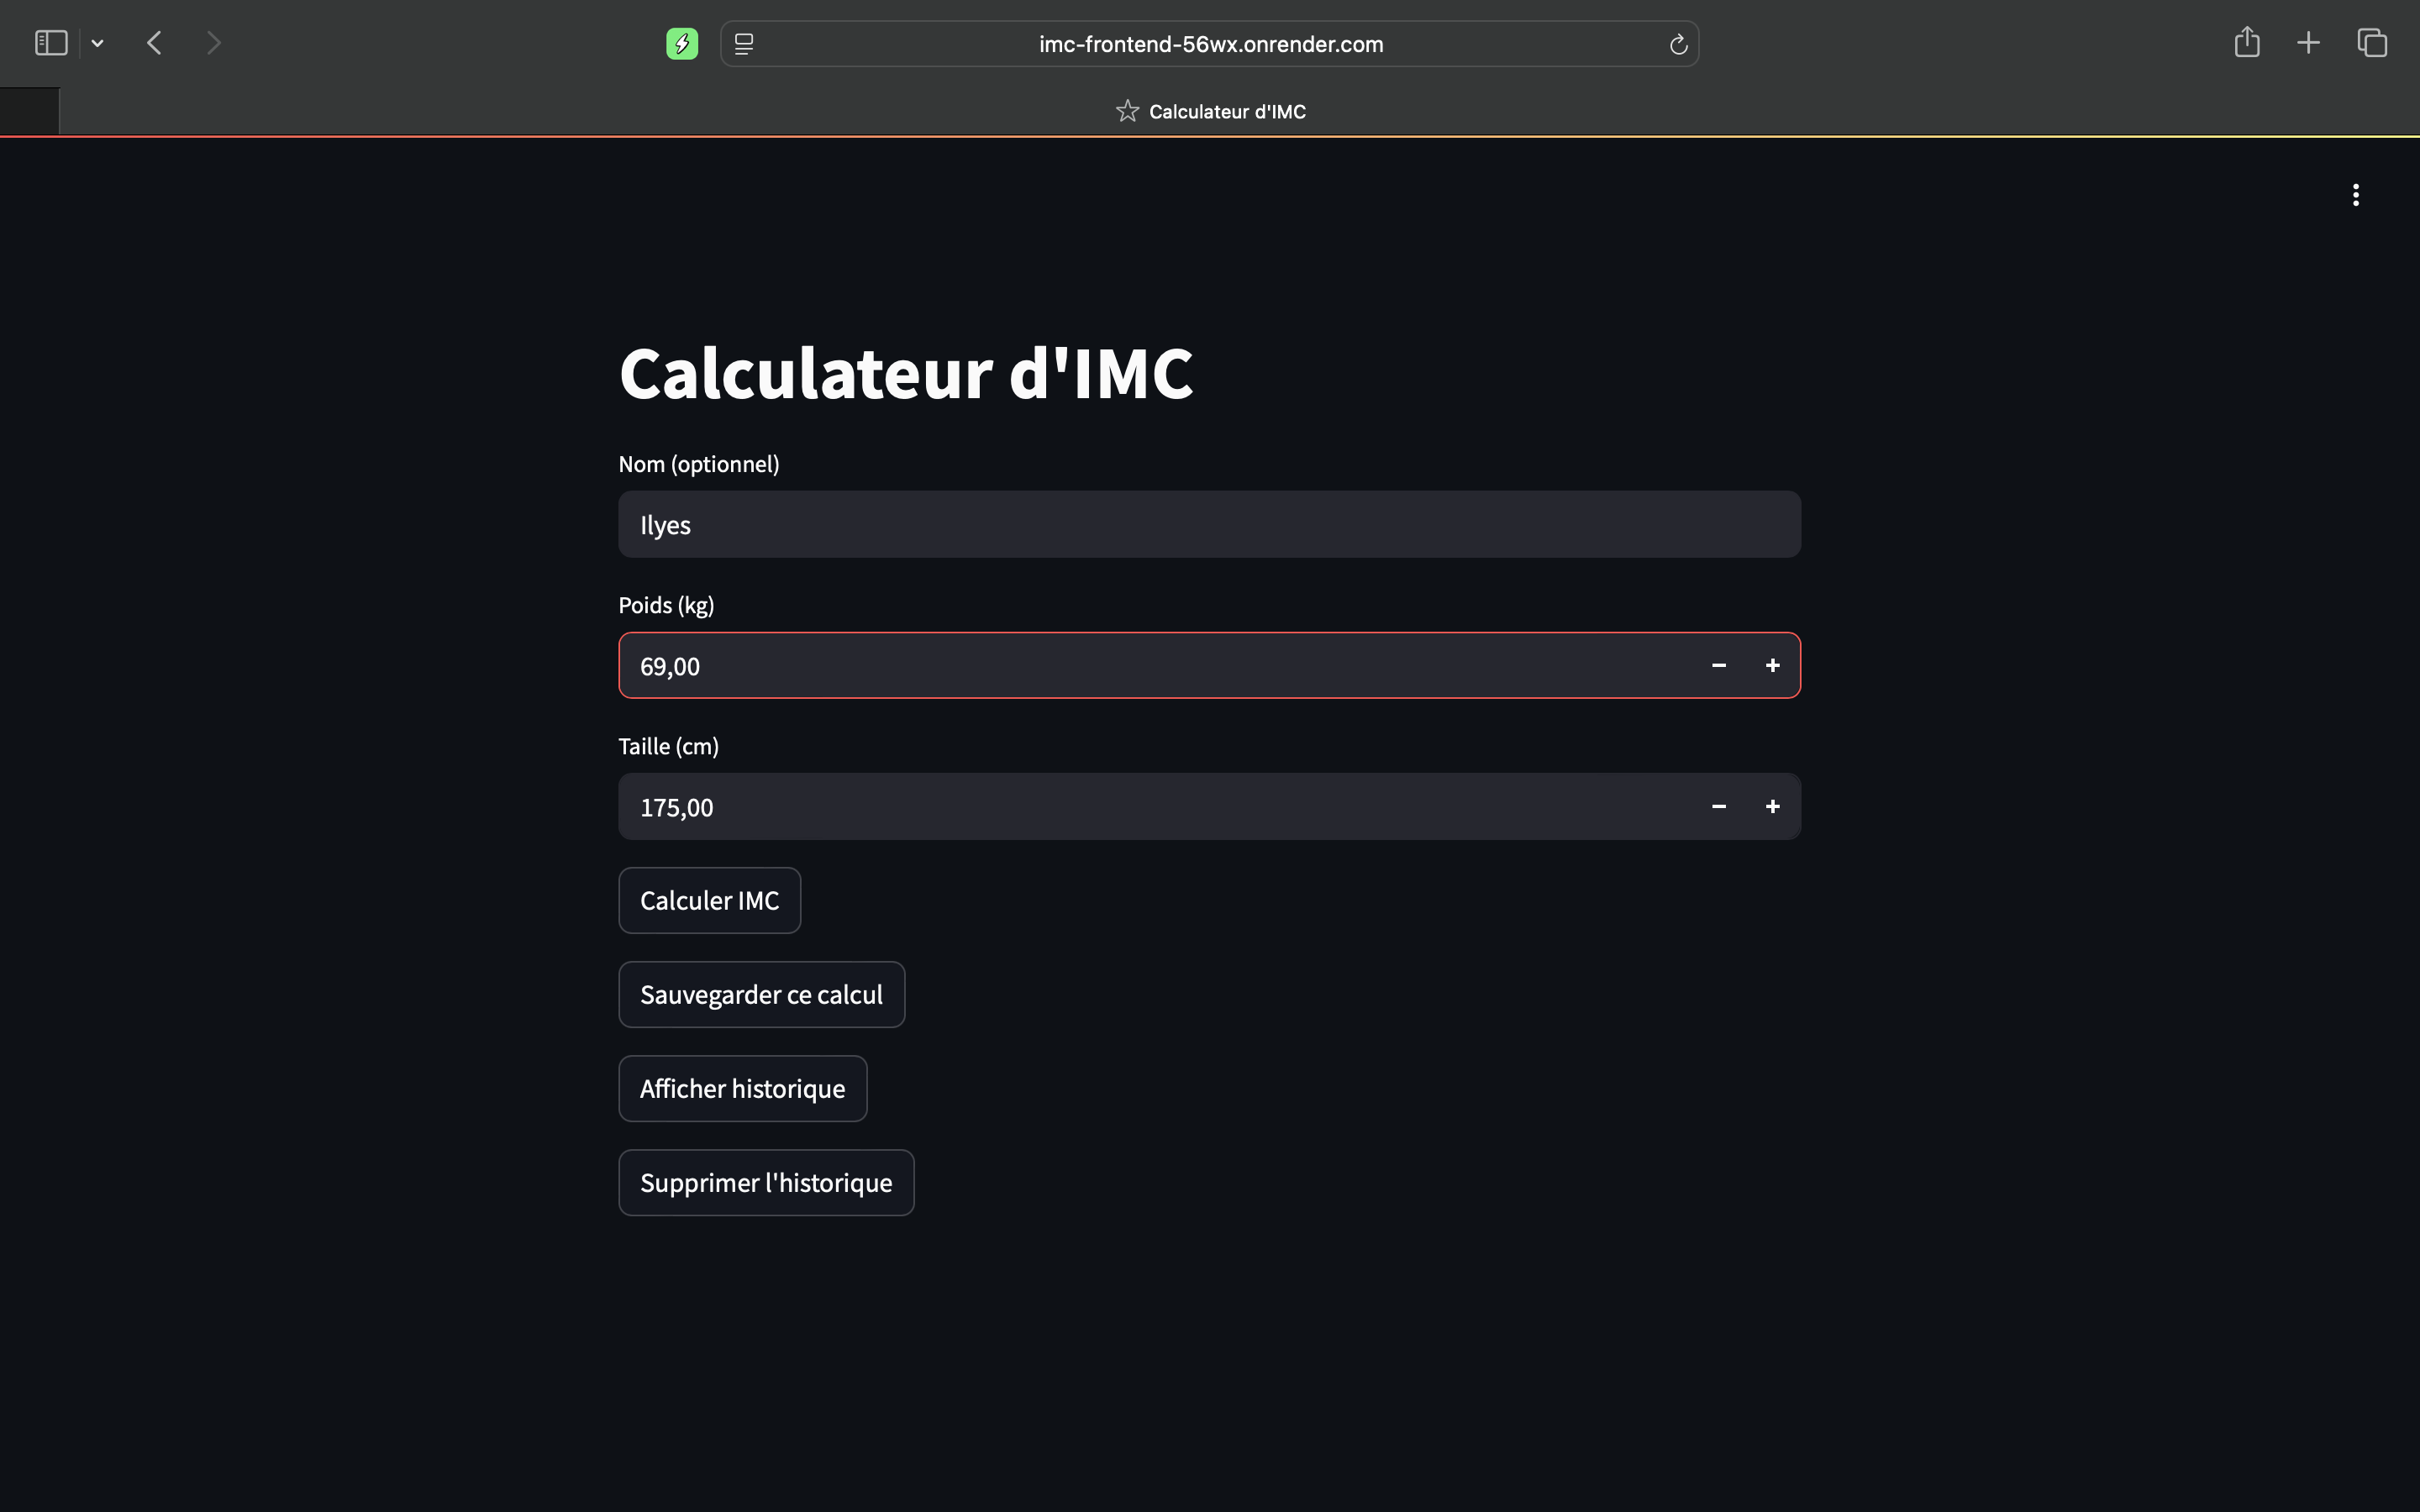 imc-frontend-56wx.onrender.com
Calculateur d'IMC
Calculateur d'IMC
Nom (optionnel)
Ilyes
Poids (kg)
69,00
Taille (cm)
175,00
Calculer IMC
Sauvegarder ce calcul
Afficher historique
Supprimer l'historique